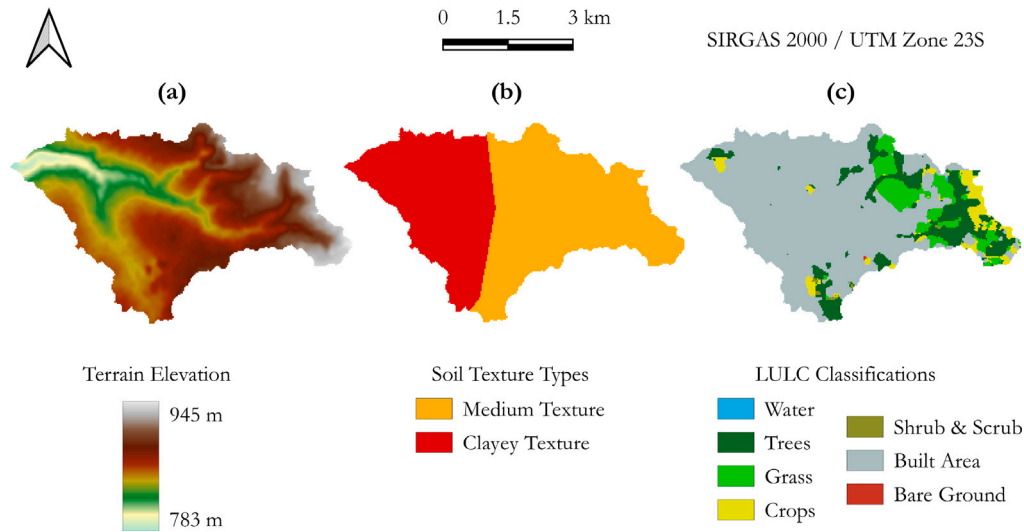 0 1.5 3 km
SIRGAS 2000 / UTM Zone 23S
(a)
(b)
(c)
Terrain Elevation
945 m
783 m
Soil Texture Types
Medium Texture
Clayey Texture
LULC Classifications
Water
Trees
Grass
Crops
Shrub & Scrub
Built Area
Bare Ground